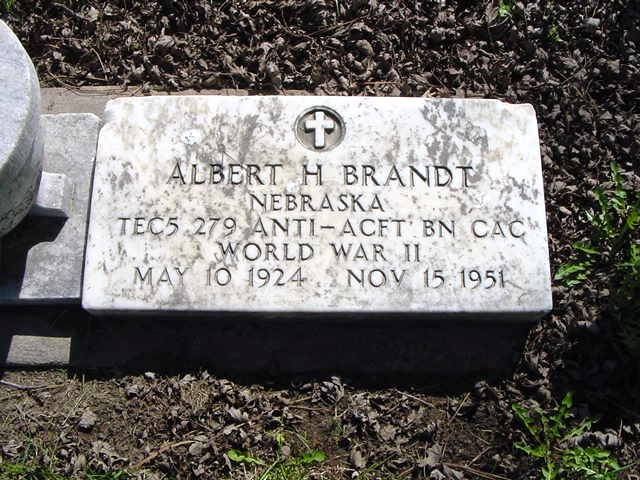 ALBERT H BRANDT
NEBRASKA
TEC5 279 ANTI-ACFT BN CAC
WORLD WAR II
MAY 10 1924 NOV 15 1951